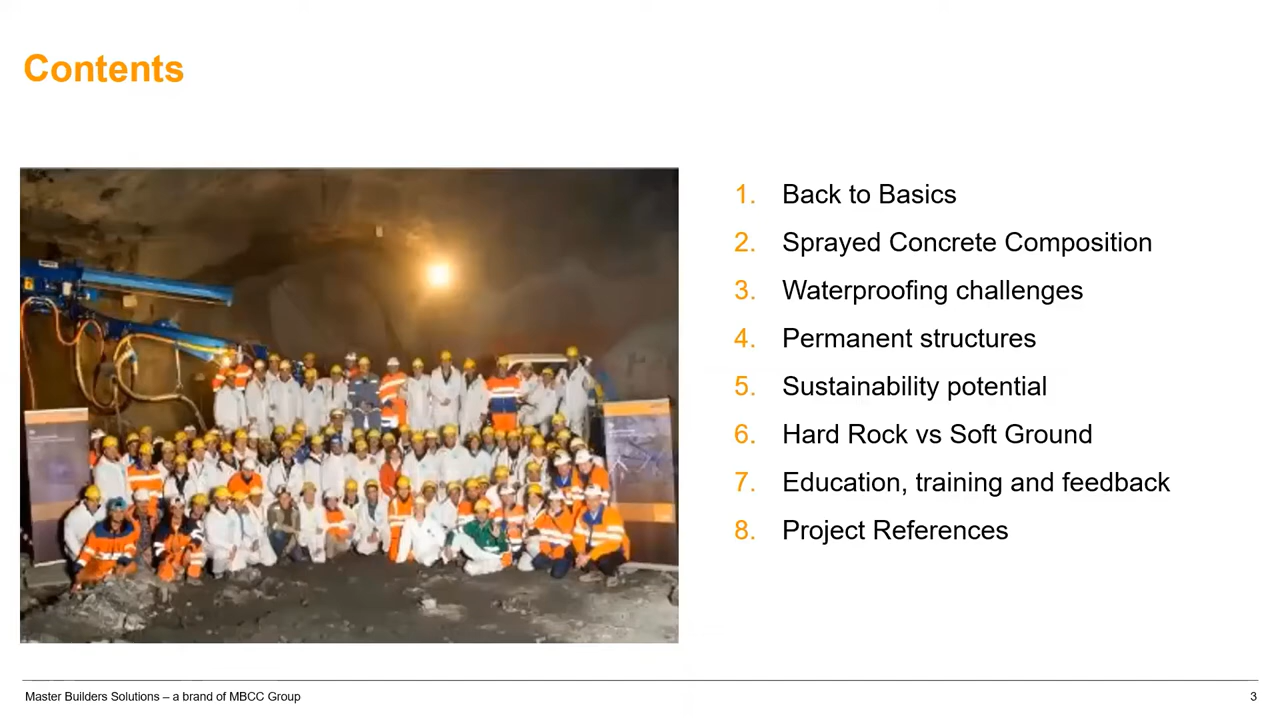 Contents
1. Back to Basics
2. Sprayed Concrete Composition
3. Waterproofing challenges
4. Permanent structures
5. Sustainability potential
6. Hard Rock vs Soft Ground
7. Education, training and feedback
8. Project References
Master Builders Solutions – a brand of MBCC Group
3